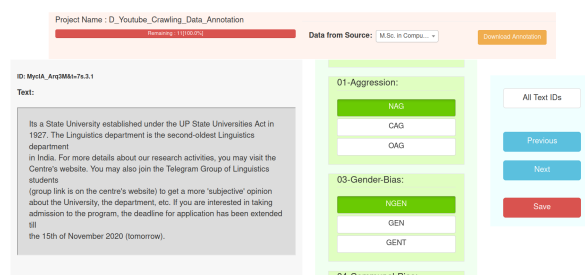 Project Name : D_Youtube_Crawling_Data_Annotation
Remaining : 11[100.0%]
Data from Source:
M.Sc. in Compu...
Download Annotation
ID: MycIA_Arq3M&t=7s.3.1
Text:
Its a State University established under the UP State Universities Act in
1927. The Linguistics department is the second-oldest Linguistics
department
in India. For more details about our research activities, you may visit the
Centre's website. You may also join the Telegram Group of Linguistics
students
(group link is on the centre's website) to get a more 'subjective' opinion
about the University, the department, etc. If you are interested in taking
admission to the program, the deadline for application has been extended
till
the 15th of November 2020 (tomorrow).
01-Aggression:
NAG
CAG
OAG
03-Gender-Bias:
NGEN
GEN
GENT
04-Communal-Bias:
All Text IDs
Previous
Next
Save